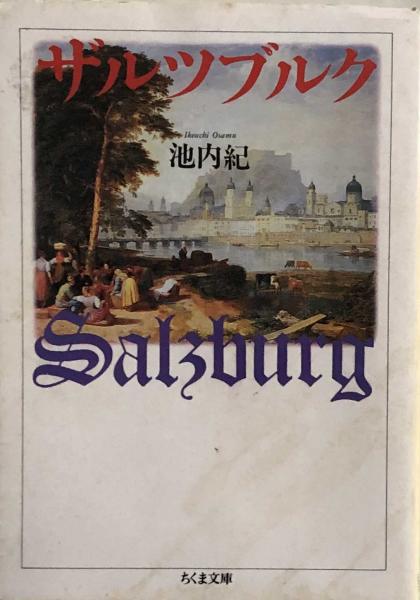 ザルツブルク
Ikeuchi Osamu
池内紀
Salzburg
ちくま文庫